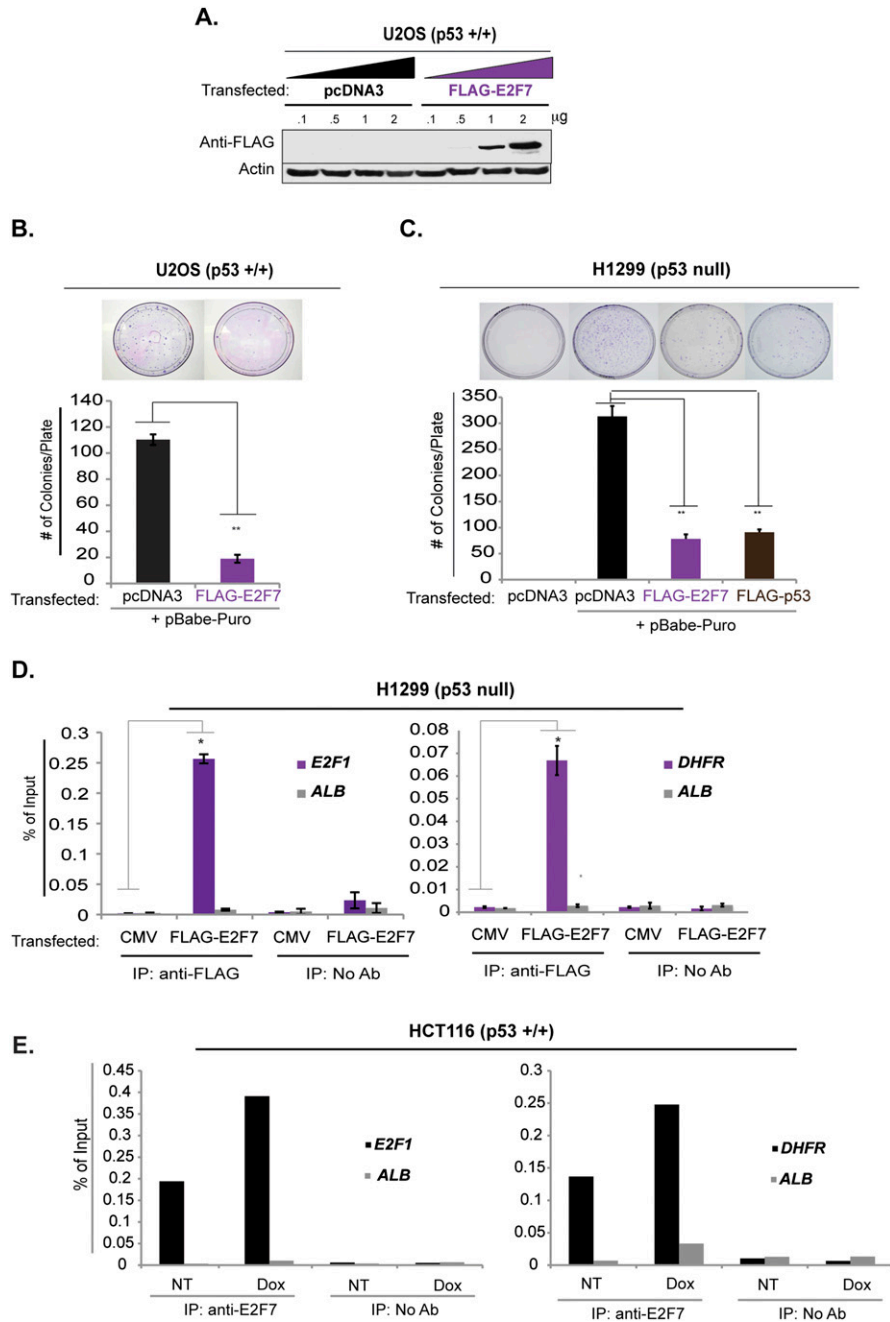 A.
U2OS (p53 +/+)
Transfected: pcDNA3 FLAG-E2F7
.1 .5 1 2 .1 .5 1 2 µg
Anti-FLAG
Actin
B.
U2OS (p53 +/+)
# of Colonies/Plate
120
110
80
60
40
20
0
**
Transfected: pcDNA3 FLAG-E2F7
+ pBabe-Puro
C.
H1299 (p53 null)
# of Colonies/Plate
350
300
250
200
150
100
50
0
** **
Transfected: pcDNA3 pcDNA3 FLAG-E2F7 FLAG-p53
+ pBabe-Puro
D.
H1299 (p53 null)
% of Input
0.3
0.25
0.2
0.15
0.1
0.05
0
*
E2F1
ALB
Transfected: CMV FLAG-E2F7 CMV FLAG-E2F7
IP: anti-FLAG IP: No Ab
0.08
0.07
0.06
0.05
0.04
0.03
0.02
0.01
0
*
DHFR
ALB
CMV FLAG-E2F7 CMV FLAG-E2F7
IP: anti-FLAG IP: No Ab
E.
HCT116 (p53 +/+)
% of Input
0.45
0.4
0.35
0.3
0.25
0.2
0.15
0.1
0.05
0
E2F1
ALB
NT Dox NT Dox
IP: anti-E2F7 IP: No Ab
0.3
0.25
0.2
0.15
0.1
0.05
0
DHFR
ALB
NT Dox NT Dox
IP: anti-E2F7 IP: No Ab